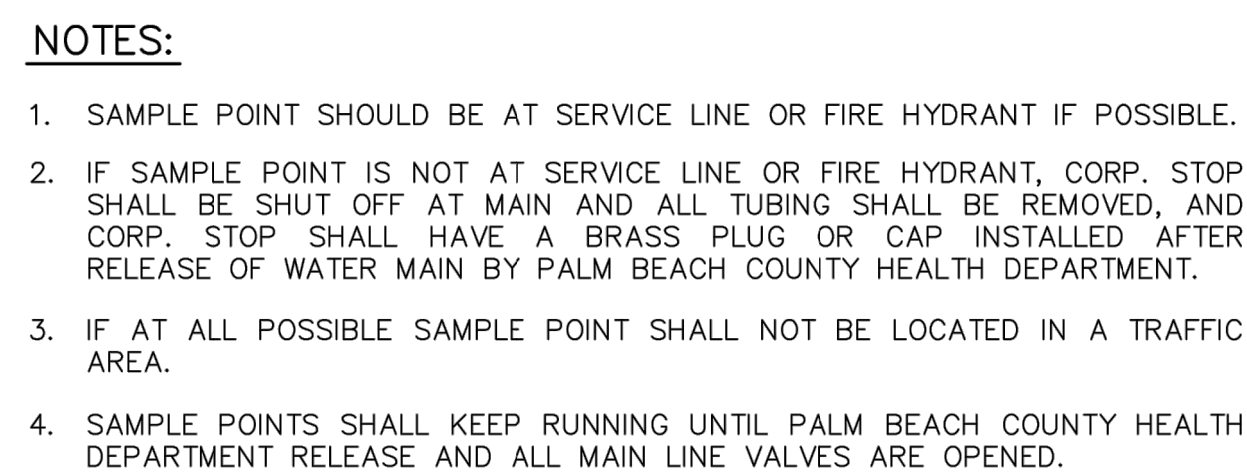 NOTES:
1. SAMPLE POINT SHOULD BE AT SERVICE LINE OR FIRE HYDRANT IF POSSIBLE.
2. IF SAMPLE POINT IS NOT AT SERVICE LINE OR FIRE HYDRANT, CORP. STOP
SHALL BE SHUT OFF AT MAIN AND ALL TUBING SHALL BE REMOVED, AND
CORP. STOP SHALL HAVE A BRASS PLUG OR CAP INSTALLED AFTER
RELEASE OF WATER MAIN BY PALM BEACH COUNTY HEALTH DEPARTMENT.
3. IF AT ALL POSSIBLE SAMPLE POINT SHALL NOT BE LOCATED IN A TRAFFIC
AREA.
4. SAMPLE POINTS SHALL KEEP RUNNING UNTIL PALM BEACH COUNTY HEALTH
DEPARTMENT RELEASE AND ALL MAIN LINE VALVES ARE OPENED.